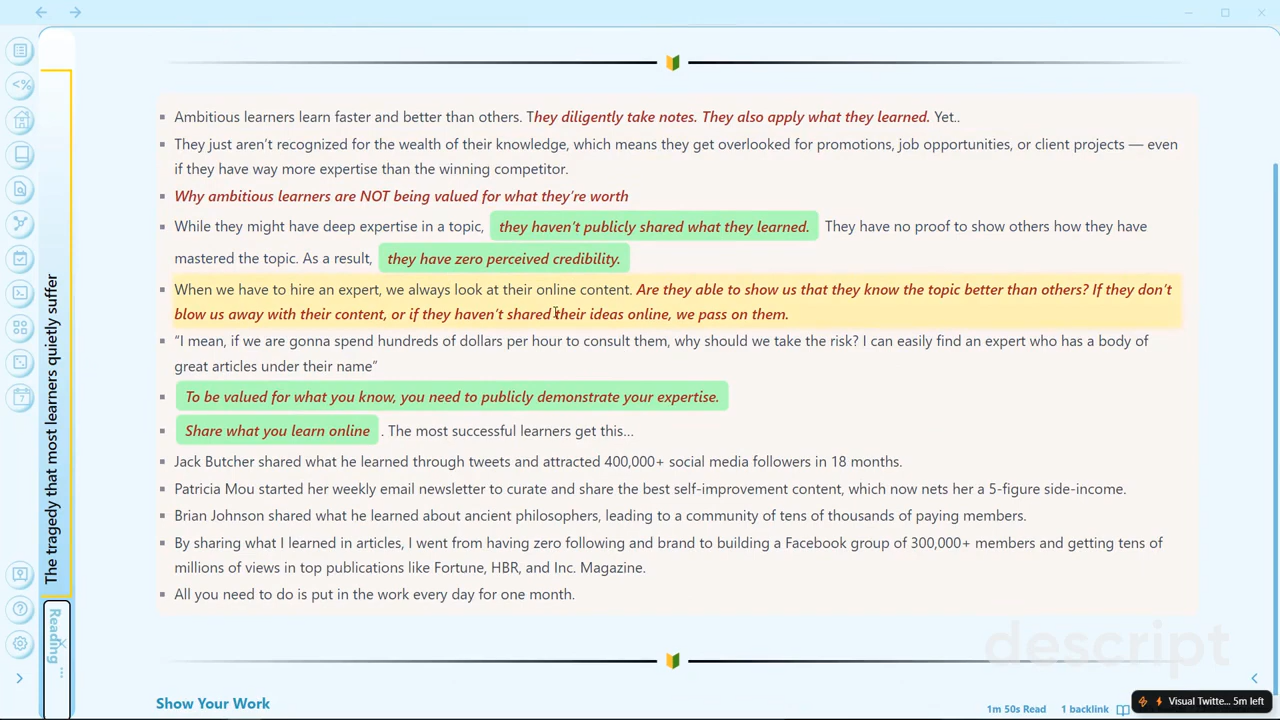 Ambitious learners learn faster and better than others. They diligently take notes. They also apply what they learned. Yet..
They just aren’t recognized for the wealth of their knowledge, which means they get overlooked for promotions, job opportunities, or client projects — even
if they have way more expertise than the winning competitor.
Why ambitious learners are NOT being valued for what they’re worth
While they might have deep expertise in a topic, they haven’t publicly shared what they learned. They have no proof to show others how they have
mastered the topic. As a result, they have zero perceived credibility.
When we have to hire an expert, we always look at their online content. Are they able to show us that they know the topic better than others? If they don’t
blow us away with their content, or if they haven’t shared their ideas online, we pass on them.
“I mean, if we are gonna spend hundreds of dollars per hour to consult them, why should we take the risk? I can easily find an expert who has a body of
great articles under their name”
To be valued for what you know, you need to publicly demonstrate your expertise.
Share what you learn online . The most successful learners get this…
Jack Butcher shared what he learned through tweets and attracted 400,000+ social media followers in 18 months.
Patricia Mou started her weekly email newsletter to curate and share the best self-improvement content, which now nets her a 5-figure side-income.
Brian Johnson shared what he learned about ancient philosophers, leading to a community of tens of thousands of paying members.
By sharing what I learned in articles, I went from having zero following and brand to building a Facebook group of 300,000+ members and getting tens of
millions of views in top publications like Fortune, HBR, and Inc. Magazine.
All you need to do is put in the work every day for one month.
The tragedy that most learners quietly suffer
Reading ...
descript
Show Your Work
1m 50s Read 1 backlink
Visual Twitte... 5m left